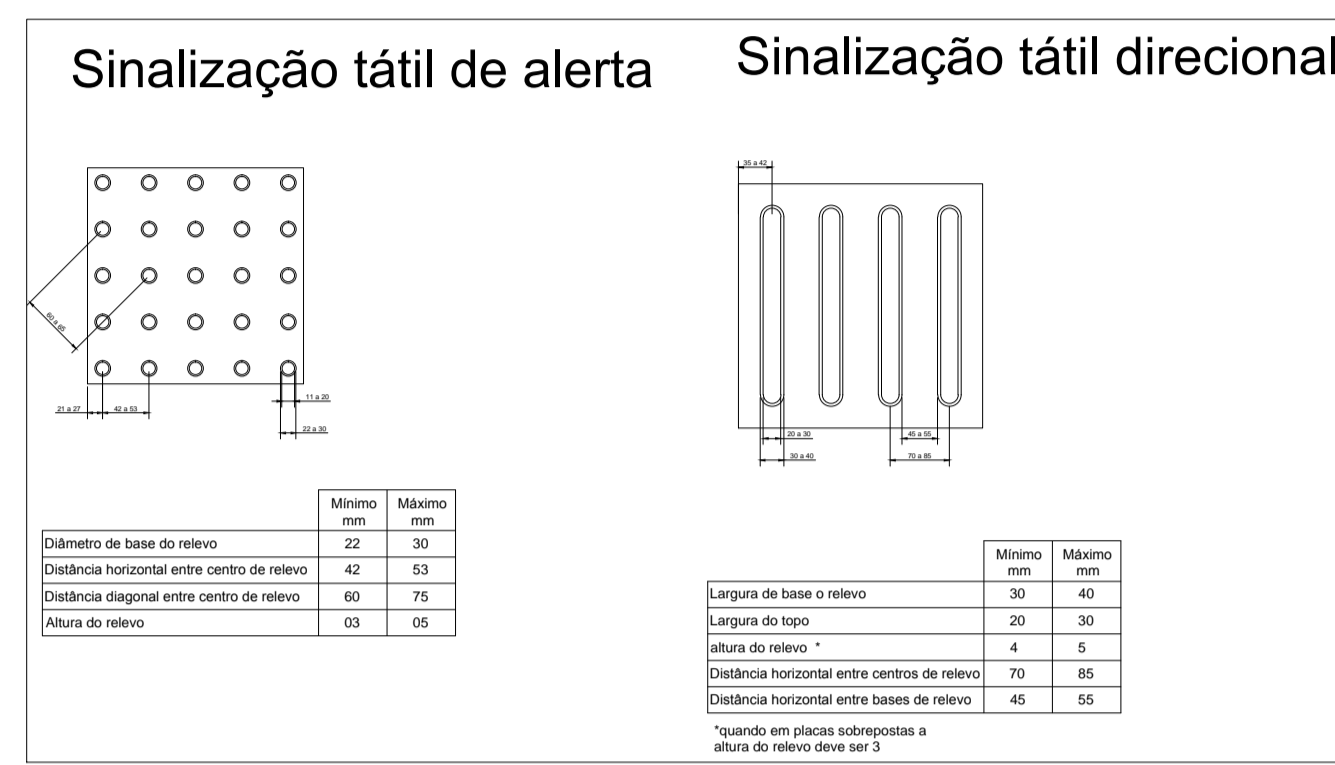 Sinalização tátil de alerta
60 a 65
21 a 27
42 a 53
11 a 20
22 a 30
Mínimo Máximo
mm mm
Diâmetro de base do relevo 22 30
Distância horizontal entre centro de relevo 42 53
Distância diagonal entre centro de relevo 60 75
Altura do relevo 03 05
Sinalização tátil direcional
35 a 42
20 a 30
45 a 55
30 a 40
70 a 85
Mínimo Máximo
mm mm
Largura de base o relevo 30 40
Largura do topo 20 30
altura do relevo * 4 5
Distância horizontal entre centros de relevo 70 85
Distância horizontal entre bases de relevo 45 55
*quando em placas sobrepostas a
altura do relevo deve ser 3